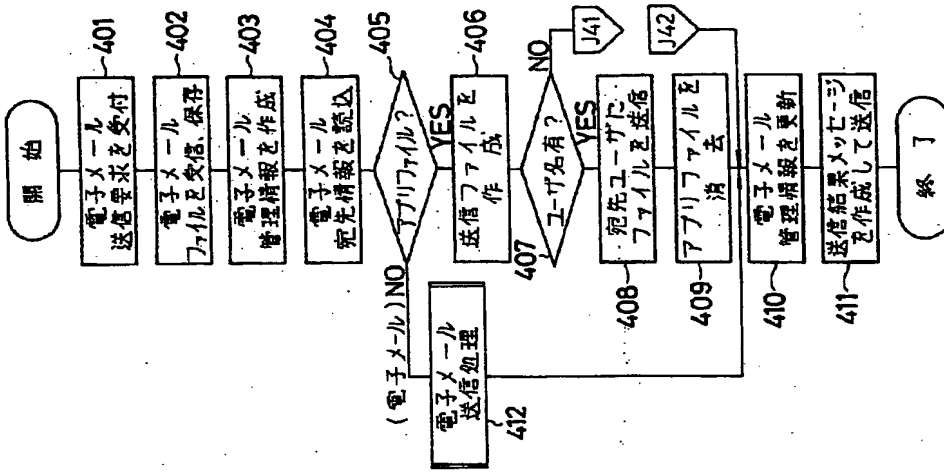 開始
電子メール
送信要求を受付
401
電子メール
ファイルを受信、保存
402
電子メール
管理情報を作成
403
電子メール
宛先情報を読込
404
アプリファイル?
405
(電子メール)NO
YES
電子メール
送信処理
412
送信ファイルを
作成
406
ユーザ名有?
407
NO
J41
YES
宛先ユーザに
ファイルを送信
408
アプリファイルを
消去
409
J42
電子メール
管理情報を更新
410
送信結果メッセージ
を作成して送信
411
終了